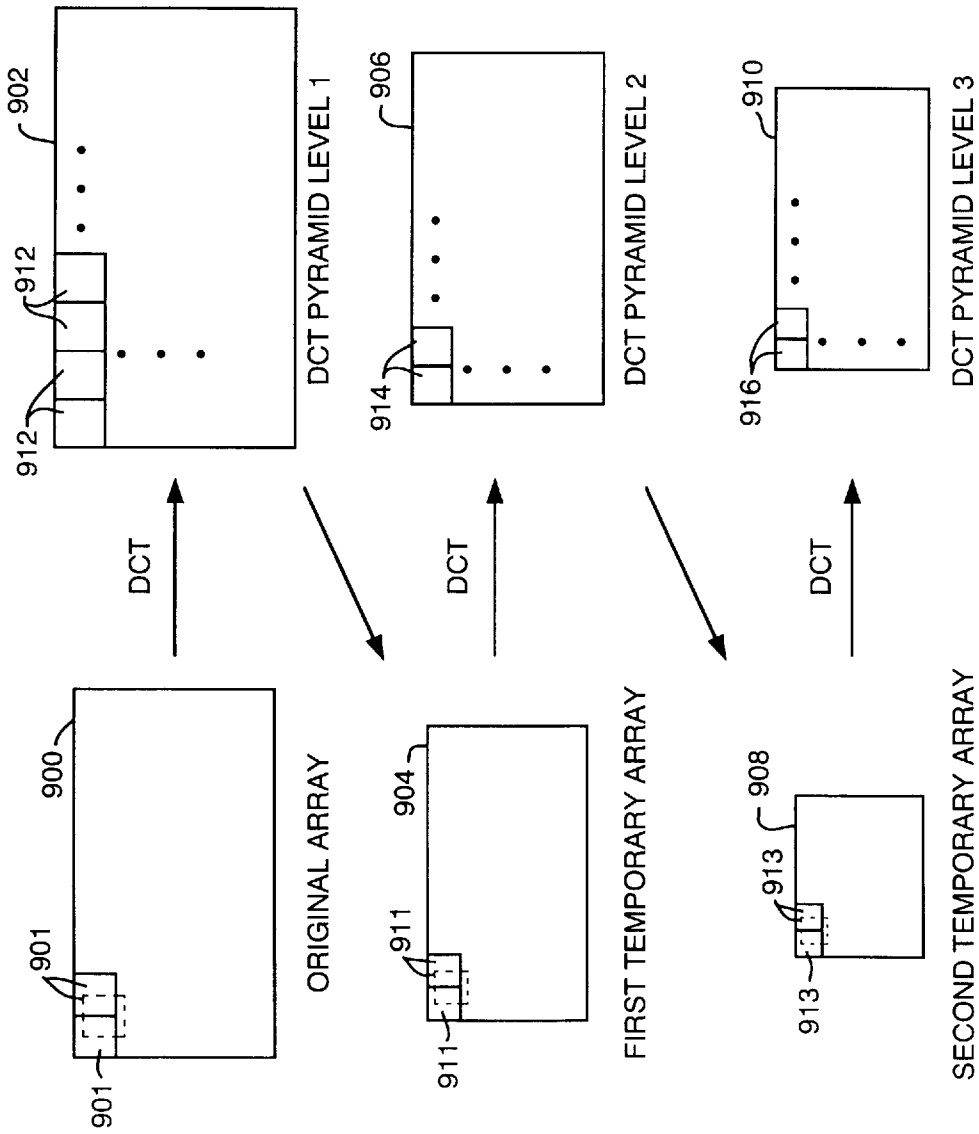 901
901
900
ORIGINAL ARRAY
DCT
912
912
902
DCT PYRAMID LEVEL 1
911
911
904
FIRST TEMPORARY ARRAY
DCT
914
906
DCT PYRAMID LEVEL 2
913
913
908
SECOND TEMPORARY ARRAY
DCT
916
910
DCT PYRAMID LEVEL 3